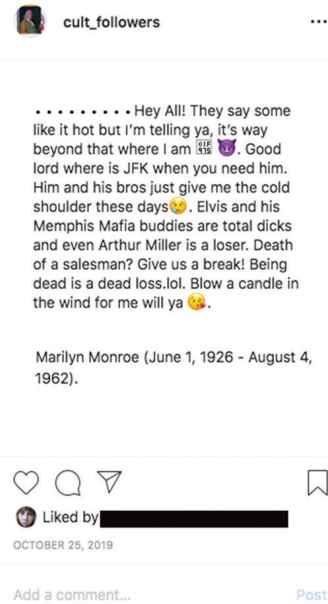 cult_followers
. . . . . . . . . Hey All! They say some
like it hot but I'm telling ya, it's way
beyond that where I am 😈. Good
lord where is JFK when you need him.
Him and his bros just give me the cold
shoulder these days😢. Elvis and his
Memphis Mafia buddies are total dicks
and even Arthur Miller is a loser. Death
of a salesman? Give us a break! Being
dead is a dead loss.lol. Blow a candle in
the wind for me will ya 😘.
Marilyn Monroe (June 1, 1926 - August 4,
1962).
Liked by
OCTOBER 25, 2019
Add a comment...
Post